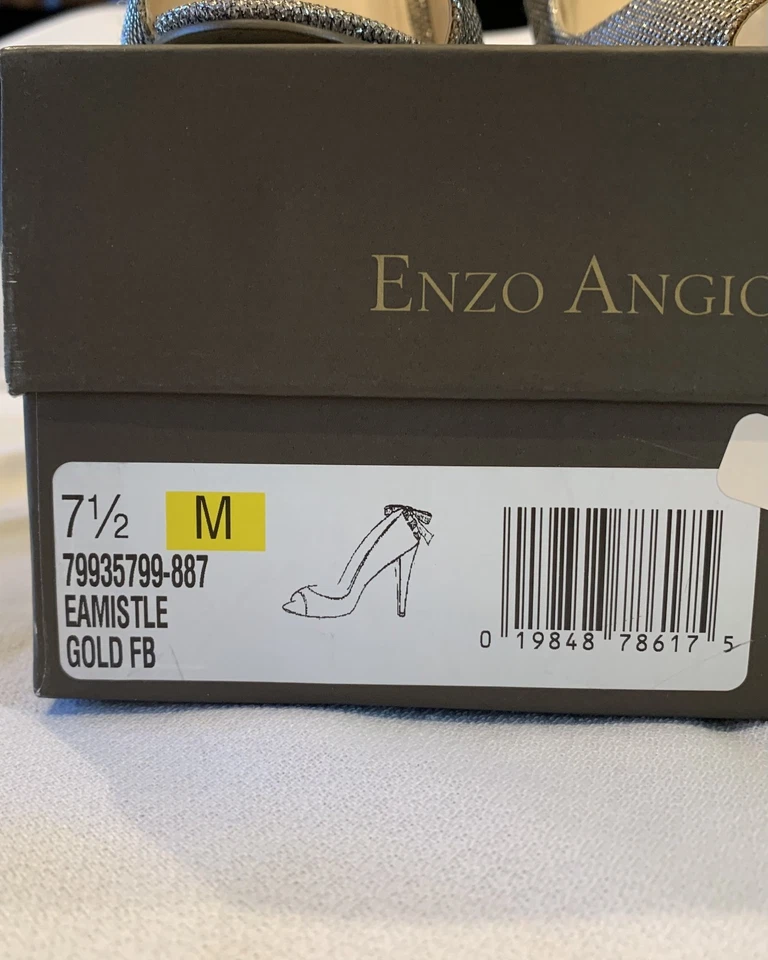 ENZO ANGIO
7½ M
79935799-887
EAMISTLE
GOLD FB
0 19848 78617 5